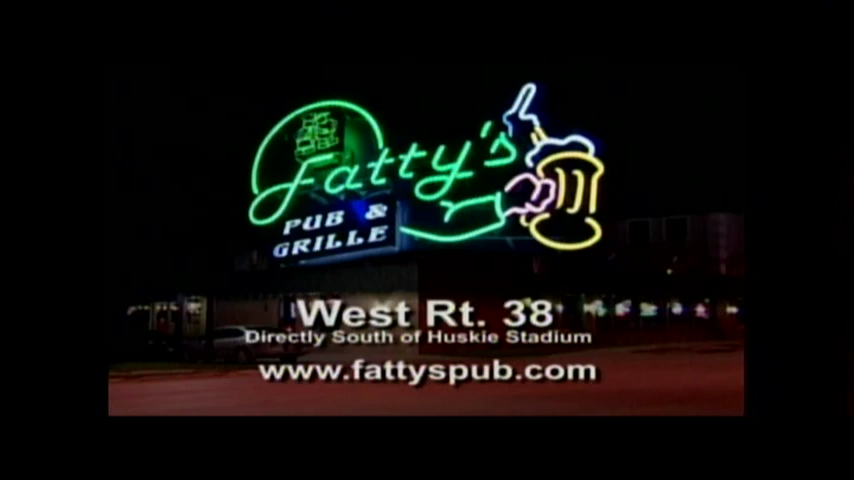 Fatty's
PUB &
GRILLE
West Rt. 38
Directly South of Huskie Stadium
www.fattyspub.com